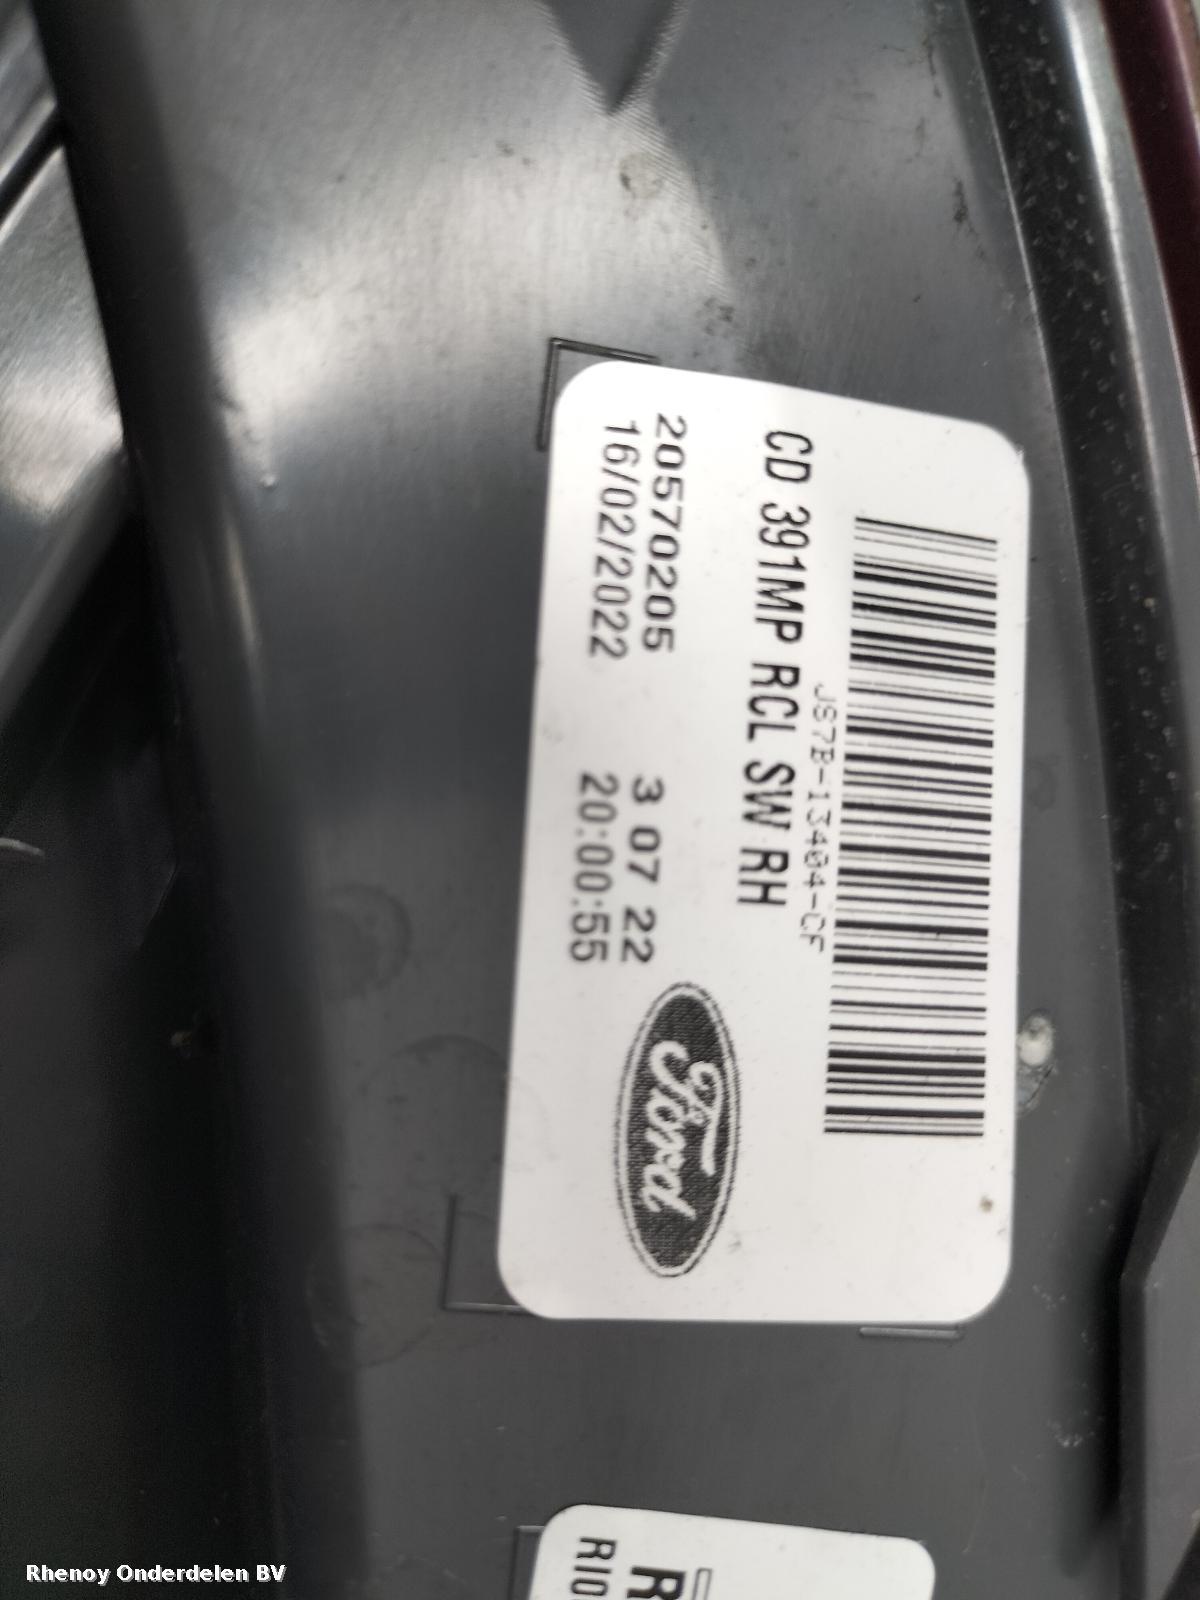 JS7B-13404-CF
CD 391MP RCL SW RH
20570205 3 07 22
16/02/2022 20:00:55
Ford
R
RIO
Rhenoy Onderdelen BV